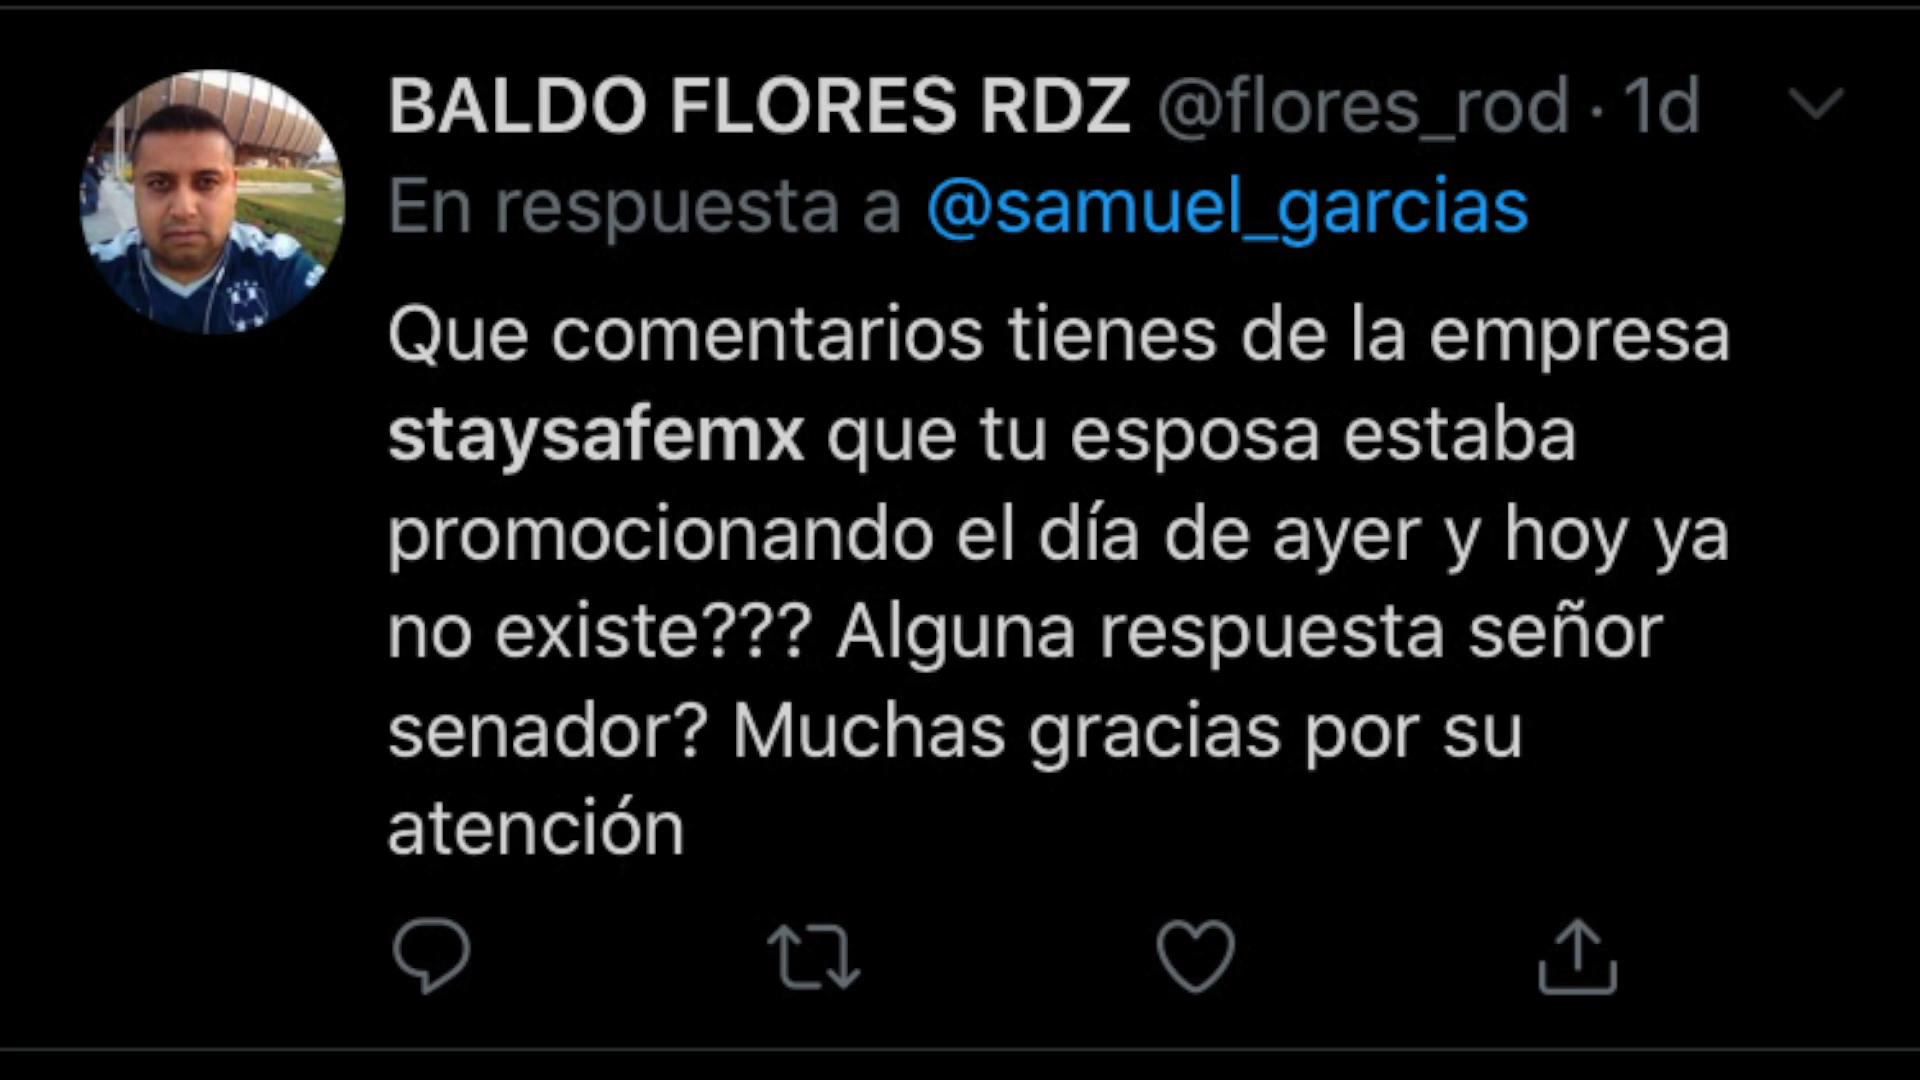 BALDO FLORES RDZ @flores_rod · 1d
En respuesta a @samuel_garcias
Que comentarios tienes de la empresa
staysafemx que tu esposa estaba
promocionando el día de ayer y hoy ya
no existe??? Alguna respuesta señor
senador? Muchas gracias por su
atención